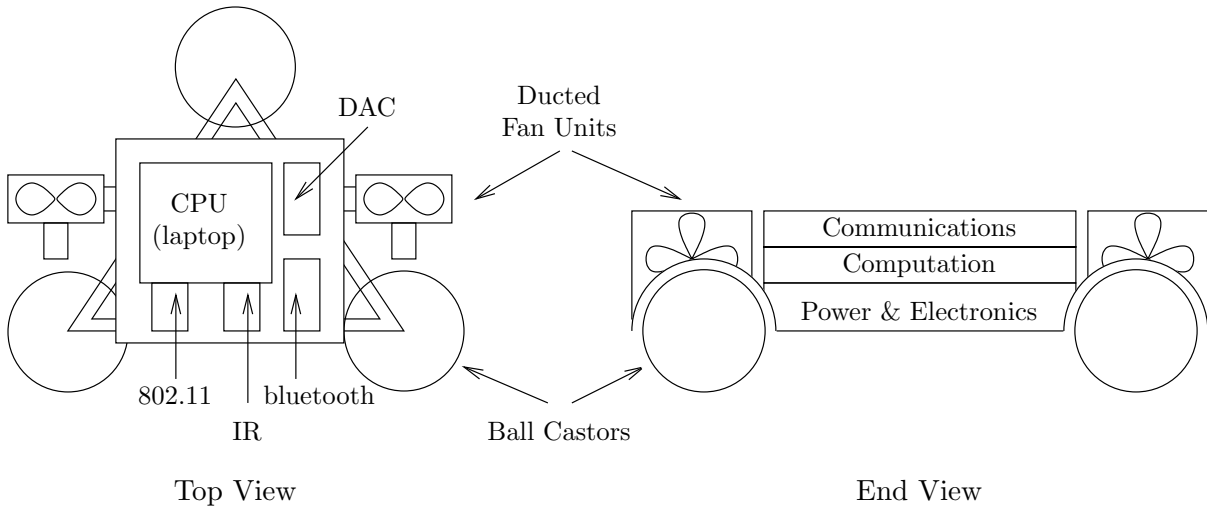 DAC
Ducted
Fan Units
CPU
(laptop)
Communications
Computation
Power & Electronics
802.11
bluetooth
IR
Ball Castors
Top View
End View